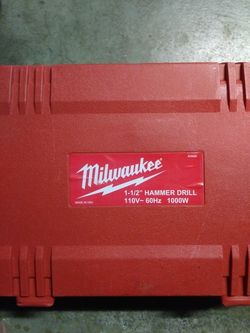 Milwaukee
1-1/2" HAMMER DRILL
110V~ 60Hz 1000W